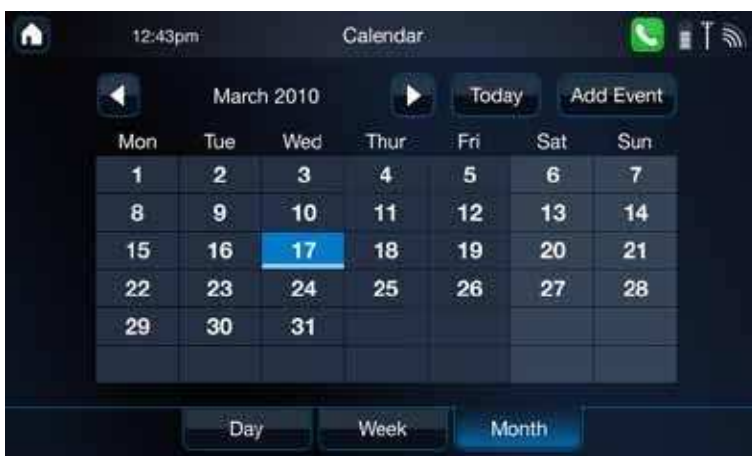 12:43pm Calendar
March 2010 Today Add Event
Mon Tue Wed Thur Fri Sat Sun
1 2 3 4 5 6 7
8 9 10 11 12 13 14
15 16 17 18 19 20 21
22 23 24 25 26 27 28
29 30 31
Day Week Month